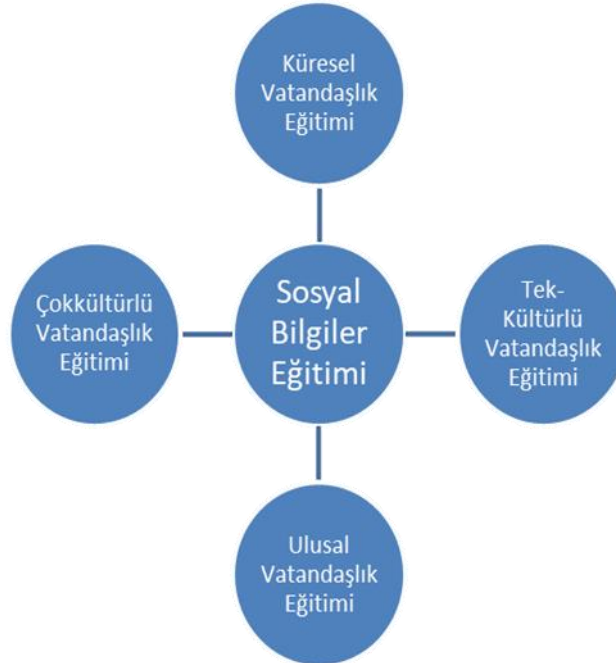 Küresel
Vatandaşlık
Eğitimi
Çokkültürlü
Vatandaşlık
Eğitimi
Sosyal
Bilgiler
Eğitimi
Tek-
Kültürlü
Vatandaşlık
Eğitimi
Ulusal
Vatandaşlık
Eğitimi